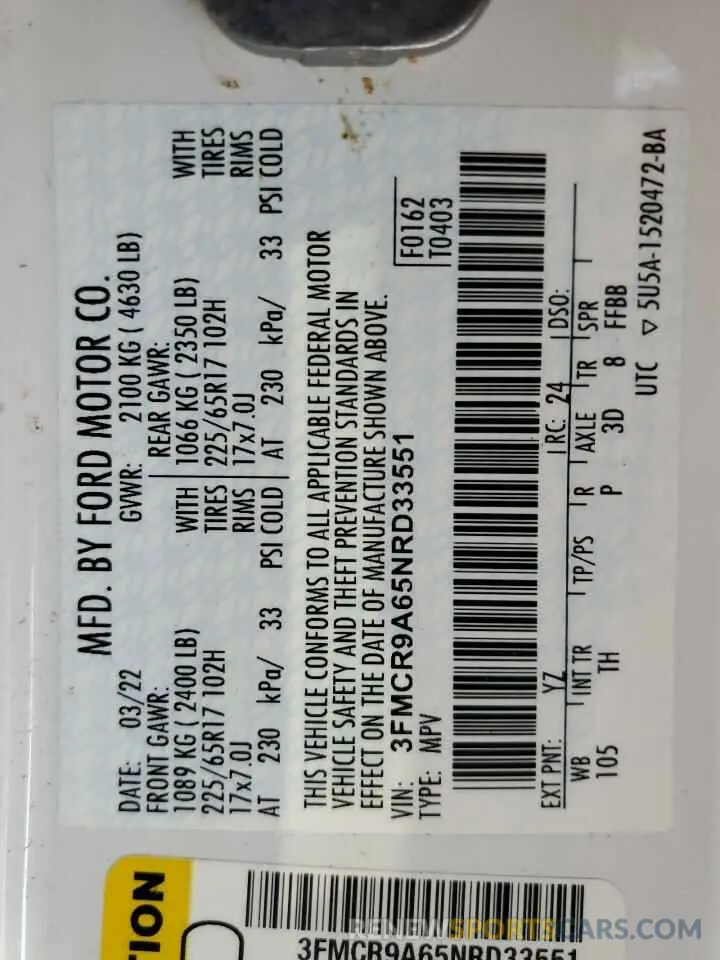 MFD. BY FORD MOTOR CO.
DATE: 03/22 GVWR: 2100 KG ( 4630 LB)
FRONT GAWR: REAR GAWR:
1089 KG ( 2400 LB) WITH 1066 KG ( 2350 LB) WITH
225/65R17 102H TIRES 225/65R17 102H TIRES
17x7.0J RIMS 17x7.0J RIMS
AT 230 kPa/ 33 PSI COLD AT 230 kPa/ 33 PSI COLD
THIS VEHICLE CONFORMS TO ALL APPLICABLE FEDERAL MOTOR
VEHICLE SAFETY AND THEFT PREVENTION STANDARDS IN
EFFECT ON THE DATE OF MANUFACTURE SHOWN ABOVE.
VIN: 3FMCR9A65NRD33551 F0162
TYPE: MPV T0403
EXT PNT: YZ RC: 24 DSO:
WB INT TR TP/PS R AXLE TR SPR
105 TH P 3D 8 FFBB
UTC ▽ 5U5A-1520472-BA
TION
3FMCR9A65NRD33551
RENEWSPORTSCARS.COM